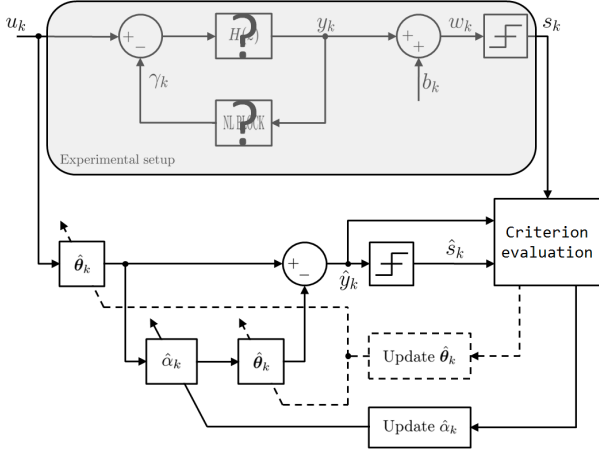 u_k
+
−
H(z)
?
y_k
+
+
w_k
s_k
γ_k
b_k
NL BLOCK
?
Experimental setup
Criterion
evaluation
θ̂_k
+
−
ŷ_k
ŝ_k
α̂_k
θ̂_k
Update θ̂_k
Update α̂_k